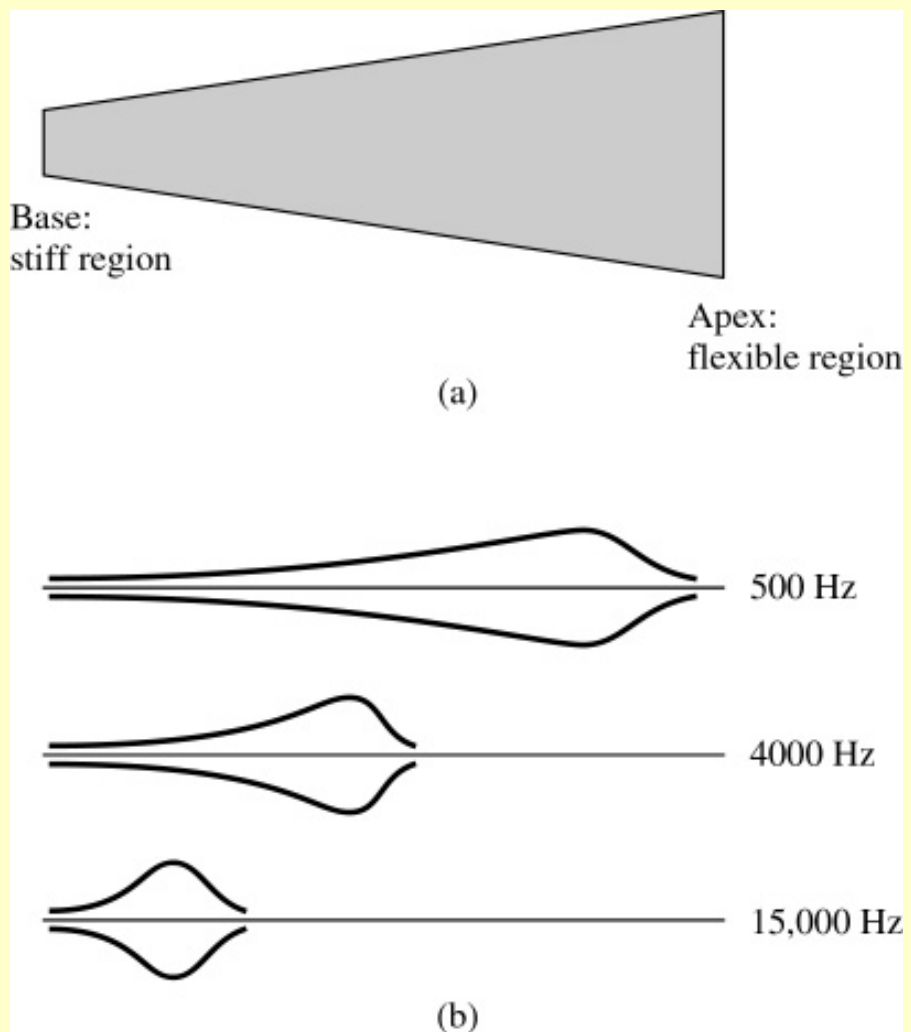 Base:
stiff region
Apex:
flexible region
(a)
500 Hz
4000 Hz
15,000 Hz
(b)